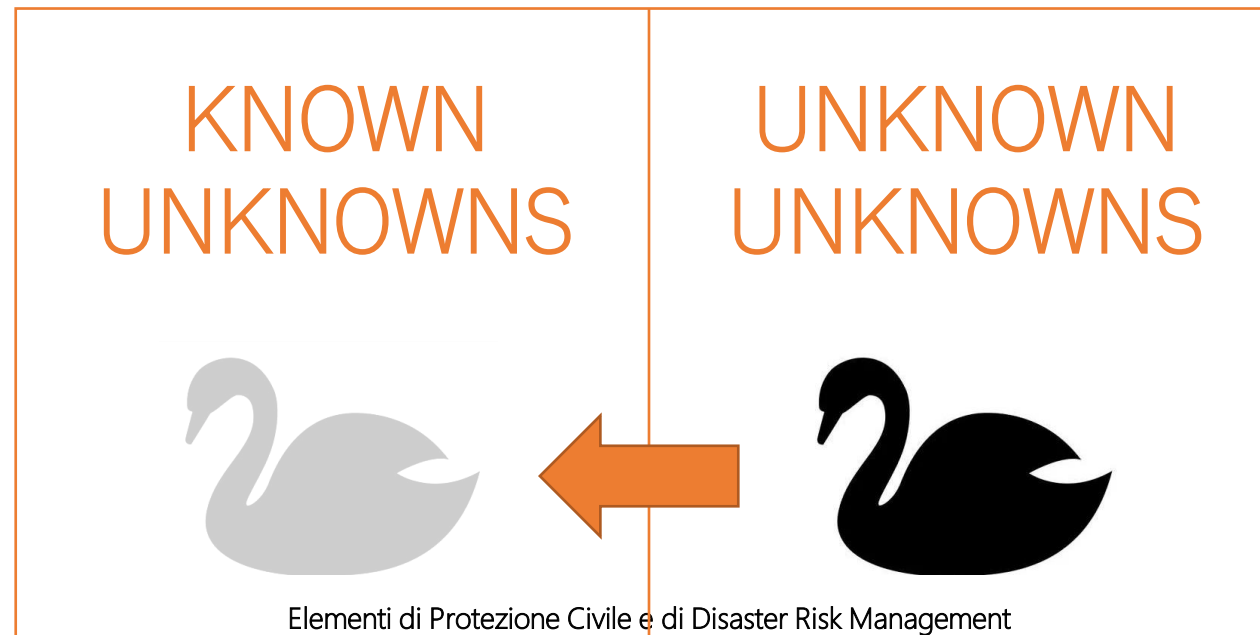 KNOWN
UNKNOWNS
UNKNOWN
UNKNOWNS
Elementi di Protezione Civile e di Disaster Risk Management